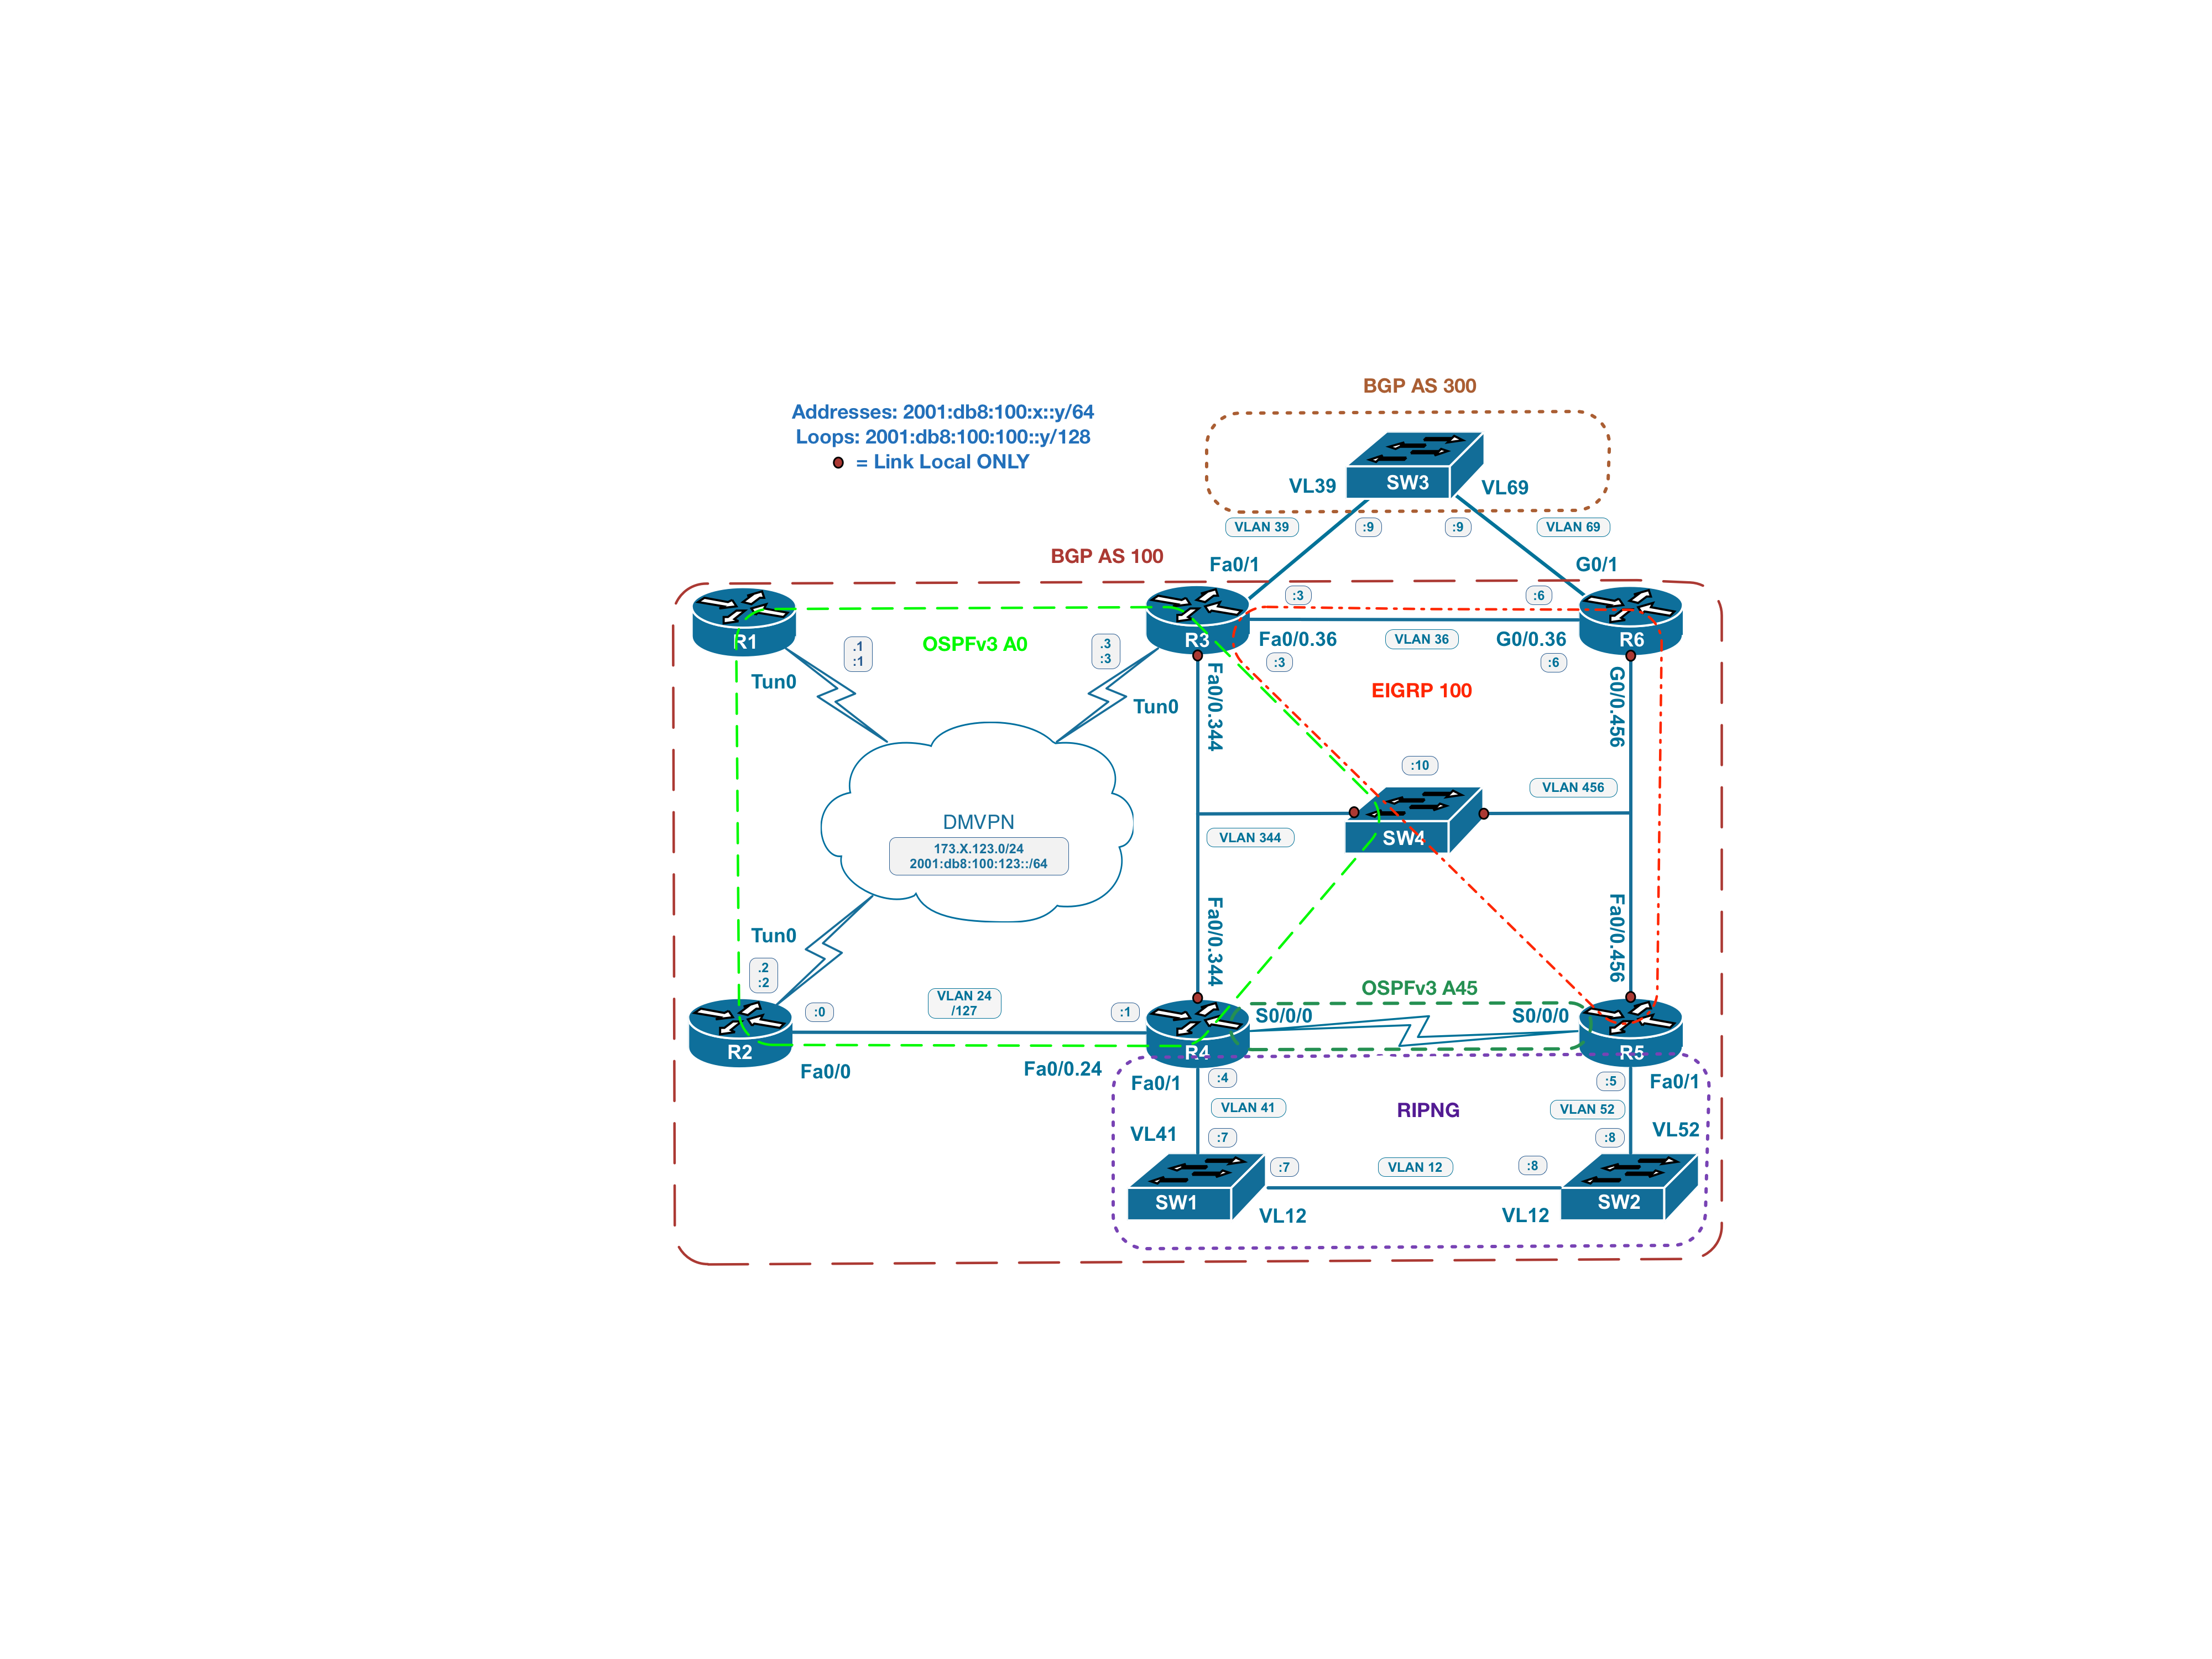 BGP AS 300
Addresses: 2001:db8:100:x::y/64
Loops: 2001:db8:100:100::y/128
= Link Local ONLY
SW3
VL39
VL69
VLAN 39
:9
:9
VLAN 69
BGP AS 100
Fa0/1
G0/1
:3
:6
R1
OSPFv3 A0
.1
:1
.3
:3
R3
Fa0/0.36
VLAN 36
G0/0.36
R6
:3
:6
Tun0
Tun0
EIGRP 100
Fa0/0.344
G0/0.456
:10
VLAN 456
DMVPN
173.X.123.0/24
2001:db8:100:123::/64
VLAN 344
SW4
Fa0/0.344
Fa0/0.456
Tun0
.2
:2
:0
VLAN 24
/127
:1
OSPFv3 A45
S0/0/0
S0/0/0
R2
R4
R5
Fa0/0
Fa0/0.24
Fa0/1
:4
:5
Fa0/1
VLAN 41
RIPNG
VLAN 52
VL41
:7
:8
VL52
:7
VLAN 12
:8
SW1
SW2
VL12
VL12